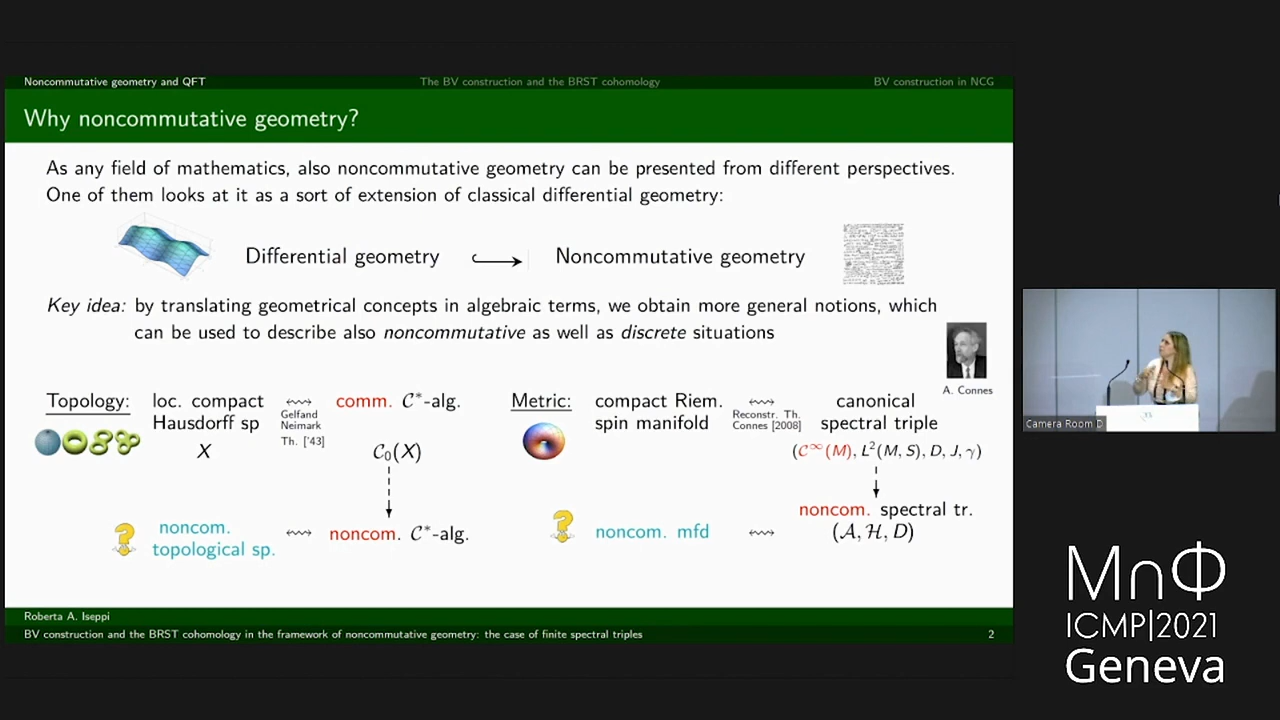 Noncommutative geometry and QFT
The BV construction and the BRST cohomology
BV construction in NCG
Why noncommutative geometry?
As any field of mathematics, also noncommutative geometry can be presented from different perspectives.
One of them looks at it as a sort of extension of classical differential geometry:
Differential geometry ↪ Noncommutative geometry
Key idea: by translating geometrical concepts in algebraic terms, we obtain more general notions, which
can be used to describe also noncommutative as well as discrete situations
A. Connes
Topology:
loc. compact
Hausdorff sp
X
Gelfand
Neimark
Th. ['43]
comm. C*-alg.
C₀(X)
noncom.
topological sp.
noncom. C*-alg.
Metric:
compact Riem.
spin manifold
Reconstr. Th.
Connes [2008]
canonical
spectral triple
(C∞(M), L²(M, S), D, J, γ)
noncom. mfd
noncom. spectral tr.
(A, H, D)
Roberta A. Iseppi
BV construction and the BRST cohomology in the framework of noncommutative geometry: the case of finite spectral triples
2
Camera Room D
M∩Φ
ICMP|2021
Geneva